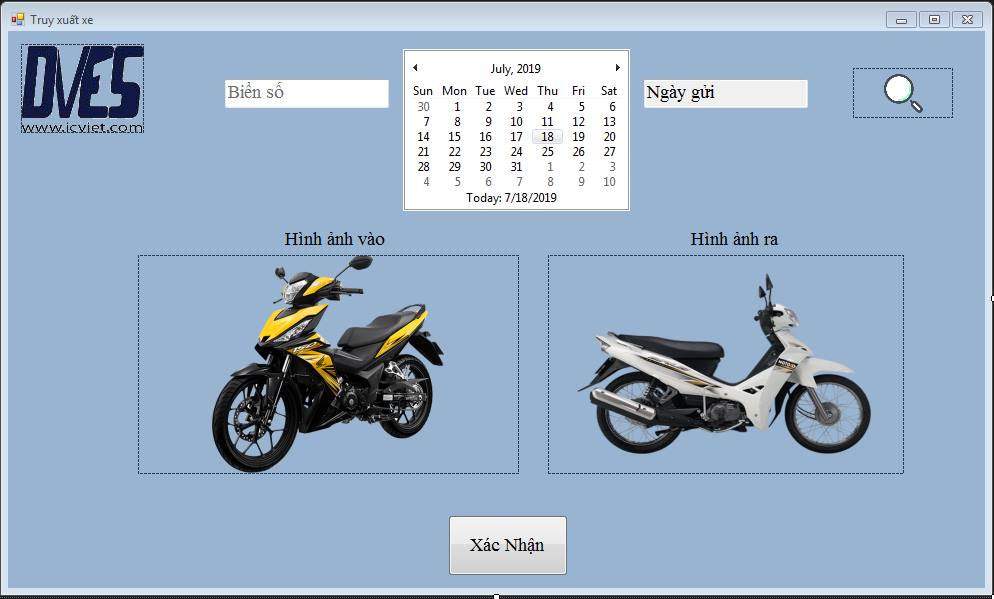 Truy xuất xe
DVES
www.icviet.com
Biển số
July, 2019
Sun Mon Tue Wed Thu Fri Sat
30 1 2 3 4 5 6
7 8 9 10 11 12 13
14 15 16 17 18 19 20
21 22 23 24 25 26 27
28 29 30 31 1 2 3
4 5 6 7 8 9 10
Today: 7/18/2019
Ngày gửi
Hình ảnh vào
Hình ảnh ra
Xác Nhận